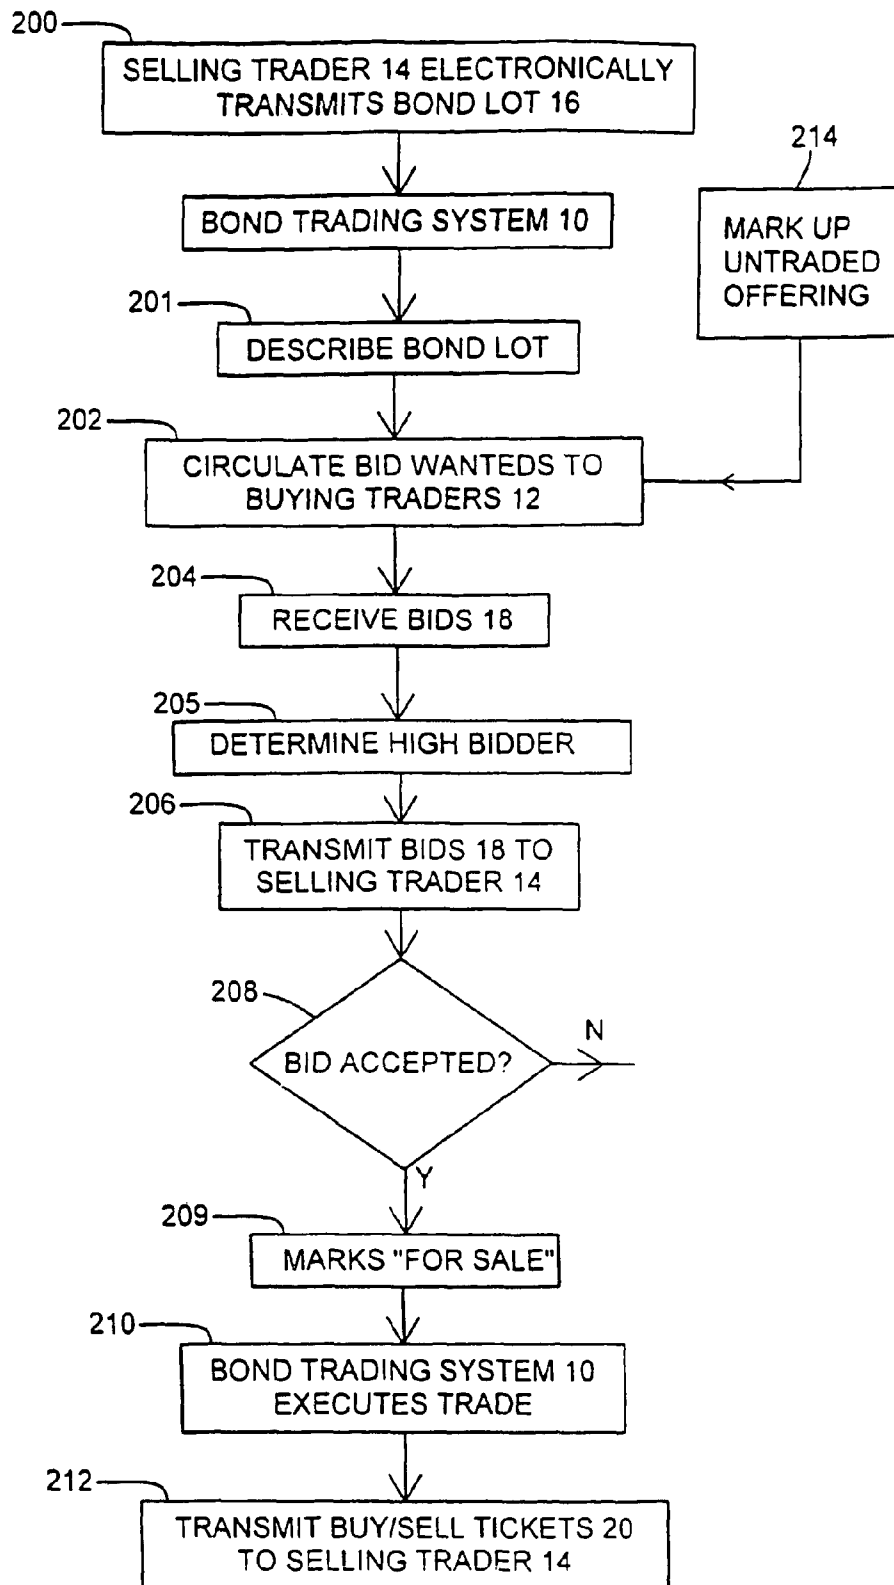 200
SELLING TRADER 14 ELECTRONICALLY
TRANSMITS BOND LOT 16
214
BOND TRADING SYSTEM 10
MARK UP
UNTRADED
OFFERING
201
DESCRIBE BOND LOT
202
CIRCULATE BID WANTEDS TO
BUYING TRADERS 12
204
RECEIVE BIDS 18
205
DETERMINE HIGH BIDDER
206
TRANSMIT BIDS 18 TO
SELLING TRADER 14
208
BID ACCEPTED?
N
Y
209
MARKS "FOR SALE"
210
BOND TRADING SYSTEM 10
EXECUTES TRADE
212
TRANSMIT BUY/SELL TICKETS 20
TO SELLING TRADER 14